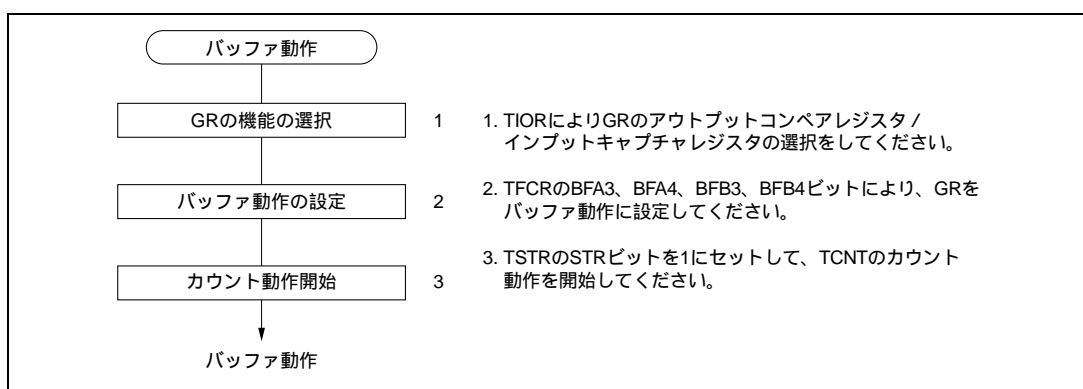 バッファ動作
GRの機能の選択
1
1. TIORによりGRのアウトプットコンペアレジスタ/
インプットキャプチャレジスタの選択をしてください。
バッファ動作の設定
2
2. TFCRのBFA3、BFA4、BFB3、BFB4ビットにより、GRを
バッファ動作に設定してください。
カウント動作開始
3
3. TSTRのSTRビットを1にセットして、TCNTのカウント
動作を開始してください。
バッファ動作